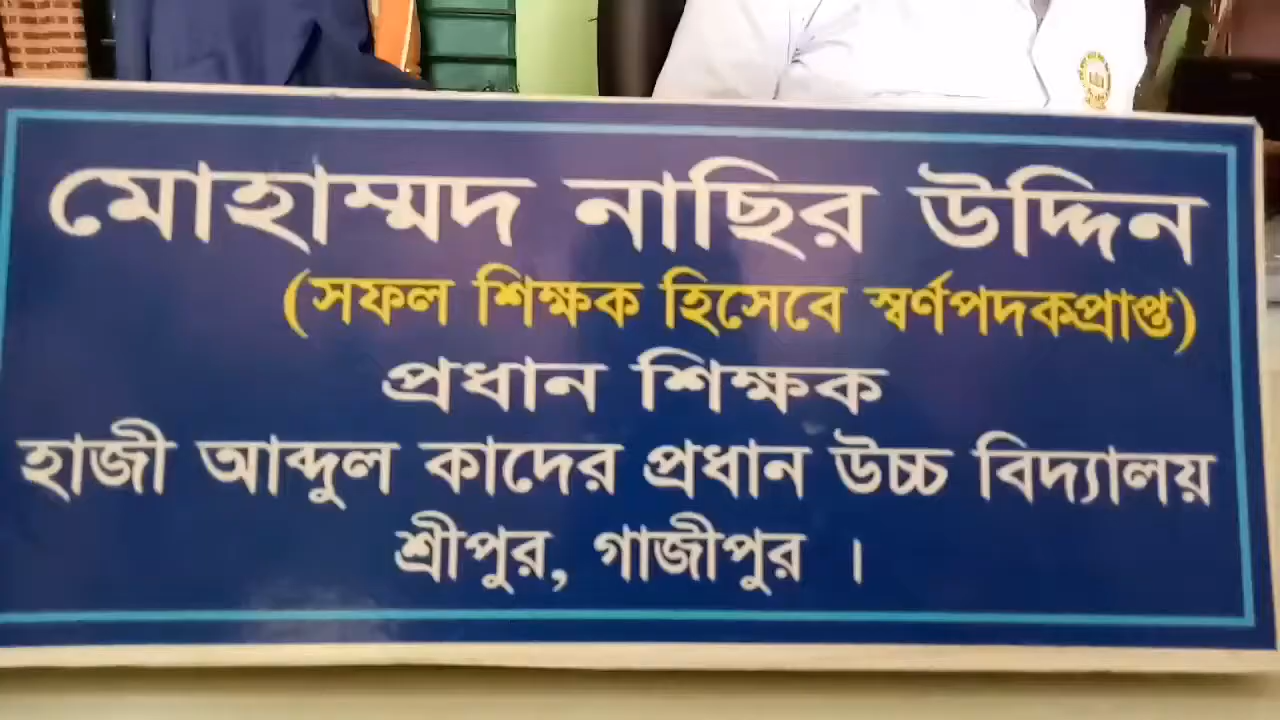 মোহাম্মদ নাছির উদ্দিন
(সফল শিক্ষক হিসেবে স্বর্ণপদকপ্রাপ্ত)
প্রধান শিক্ষক
হাজী আব্দুল কাদের প্রধান উচ্চ বিদ্যালয়
শ্রীপুর, গাজীপুর ।